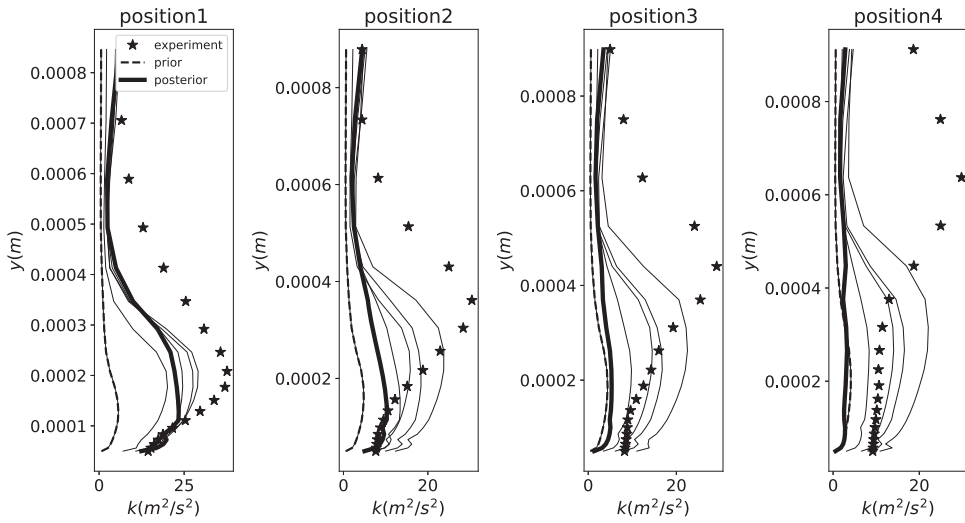 position1
position2
position3
position4
experiment
prior
posterior
0.0008
0.0007
0.0006
0.0005
0.0004
0.0003
0.0002
0.0001
y(m)
0 25
k(m²/s²)
0.0008
0.0006
0.0004
0.0002
y(m)
0 20
k(m²/s²)
0.0008
0.0006
0.0004
0.0002
y(m)
0 20
k(m²/s²)
0.0008
0.0006
0.0004
0.0002
y(m)
0 20
k(m²/s²)